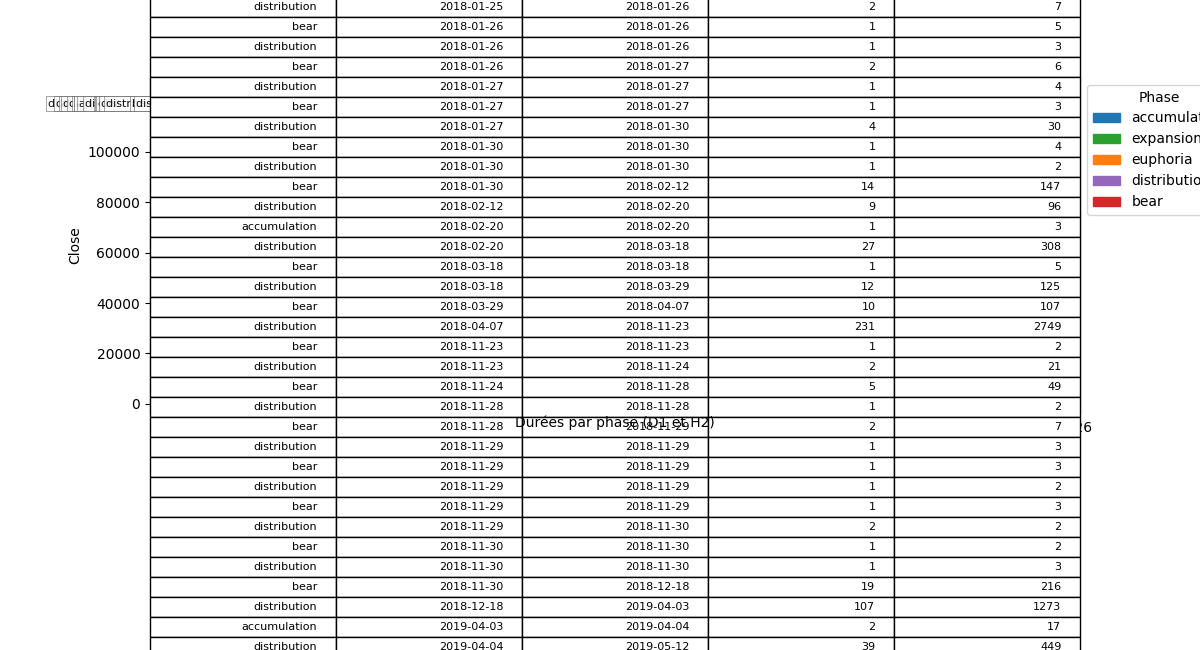 distribution 2018-01-25 2018-01-26 2 7
bear 2018-01-26 2018-01-26 1 5
distribution 2018-01-26 2018-01-26 1 3
bear 2018-01-26 2018-01-27 2 6
distribution 2018-01-27 2018-01-27 1 4
bear 2018-01-27 2018-01-27 1 3
distribution 2018-01-27 2018-01-30 4 30
bear 2018-01-30 2018-01-30 1 4
distribution 2018-01-30 2018-01-30 1 2
bear 2018-01-30 2018-02-12 14 147
distribution 2018-02-12 2018-02-20 9 96
accumulation 2018-02-20 2018-02-20 1 3
distribution 2018-02-20 2018-03-18 27 308
bear 2018-03-18 2018-03-18 1 5
distribution 2018-03-18 2018-03-29 12 125
bear 2018-03-29 2018-04-07 10 107
distribution 2018-04-07 2018-11-23 231 2749
bear 2018-11-23 2018-11-23 1 2
distribution 2018-11-23 2018-11-24 2 21
bear 2018-11-24 2018-11-28 5 49
distribution 2018-11-28 2018-11-28 1 2
bear 2018-11-28 2018-11-29 2 7
distribution 2018-11-29 2018-11-29 1 3
bear 2018-11-29 2018-11-29 1 3
distribution 2018-11-29 2018-11-29 1 2
bear 2018-11-29 2018-11-29 1 3
distribution 2018-11-29 2018-11-30 2 2
bear 2018-11-30 2018-11-30 1 2
distribution 2018-11-30 2018-11-30 1 3
bear 2018-11-30 2018-12-18 19 216
distribution 2018-12-18 2019-04-03 107 1273
accumulation 2019-04-03 2019-04-04 2 17
distribution 2019-04-04 2019-05-12 39 449
Durées par phase (D1 et H2)
Close
100000
80000
60000
40000
20000
0
26
Phase
accumulat
expansion
euphoria
distributio
bear